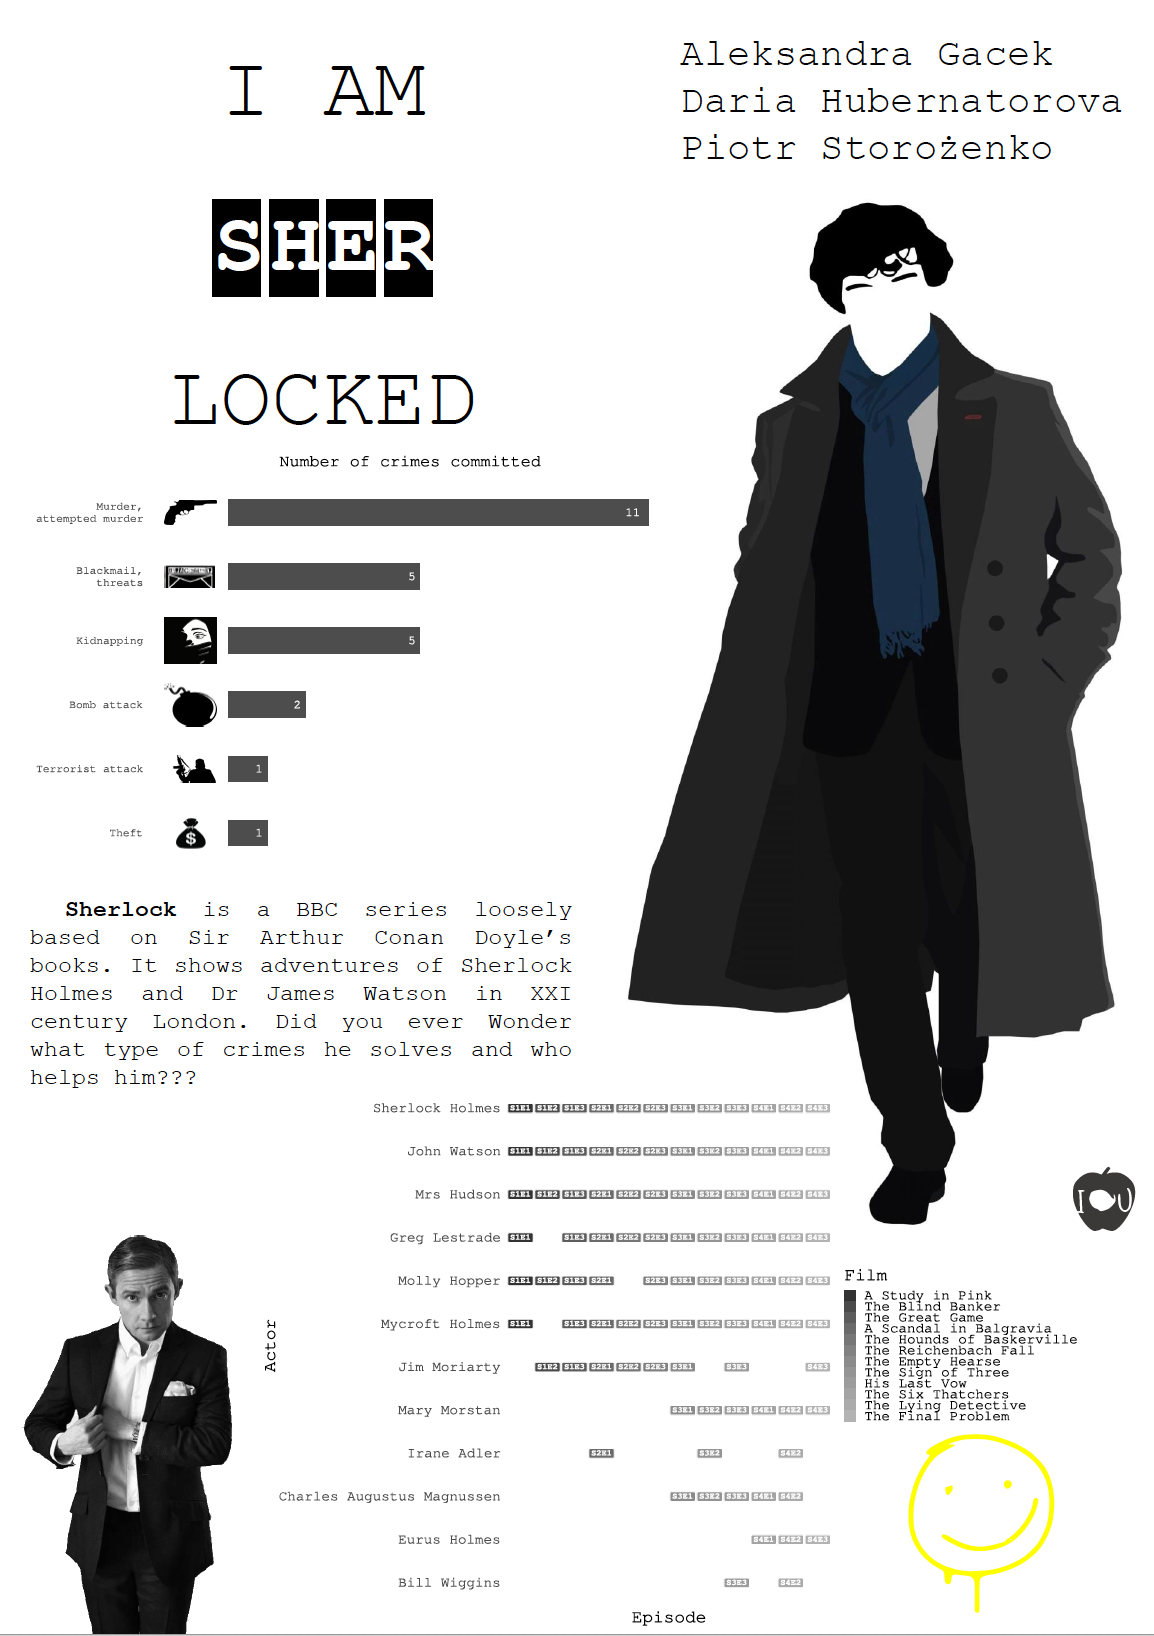 I AM
SHER
LOCKED
Aleksandra Gacek
Daria Hubernatorova
Piotr Storożenko
Number of crimes committed
Murder,
attempted murder
11
Blackmail,
threats
5
Kidnapping
5
Bomb attack
2
Terrorist attack
1
Theft
$
1
Sherlock is a BBC series loosely
based on Sir Arthur Conan Doyle’s
books. It shows adventures of Sherlock
Holmes and Dr James Watson in XXI
century London. Did you ever Wonder
what type of crimes he solves and who
helps him???
Actor
Sherlock Holmes S1E1 S1E2 S1E3 S2E1 S2E2 S2E3 S3E1 S3E2 S3E3 S4E1 S4E2 S4E3
John Watson S1E1 S1E2 S1E3 S2E1 S2E2 S2E3 S3E1 S3E2 S3E3 S4E1 S4E2 S4E3
Mrs Hudson S1E1 S1E2 S1E3 S2E1 S2E2 S2E3 S3E1 S3E2 S3E3 S4E1 S4E2 S4E3
Greg Lestrade S1E1 S1E3 S2E1 S2E2 S2E3 S3E1 S3E2 S3E3 S4E1 S4E2 S4E3
Molly Hopper S1E1 S1E2 S1E3 S2E1 S2E3 S3E1 S3E2 S3E3 S4E1 S4E2 S4E3
Mycroft Holmes S1E1 S1E3 S2E1 S2E2 S2E3 S3E1 S3E2 S3E3 S4E1 S4E2 S4E3
Jim Moriarty S1E2 S1E3 S2E1 S2E2 S2E3 S3E1 S3E3 S4E3
Mary Morstan S3E1 S3E2 S3E3 S4E1 S4E2 S4E3
Irane Adler S2E1 S3E2 S4E2
Charles Augustus Magnussen S3E1 S3E2 S3E3 S4E1 S4E2
Eurus Holmes S4E1 S4E2 S4E3
Bill Wiggins S3E3 S4E2
Episode
I U
Film
A Study in Pink
The Blind Banker
The Great Game
A Scandal in Balgravia
The Hounds of Baskerville
The Reichenbach Fall
The Empty Hearse
The Sign of Three
His Last Vow
The Six Thatchers
The Lying Detective
The Final Problem